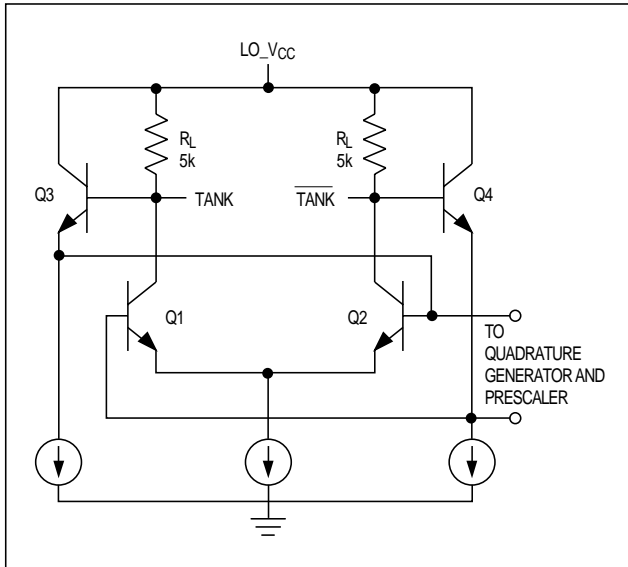 LO_VCC
RL
5k
RL
5k
Q3
TANK
TANK
Q4
Q1
Q2
TO
QUADRATURE
GENERATOR AND
PRESCALER